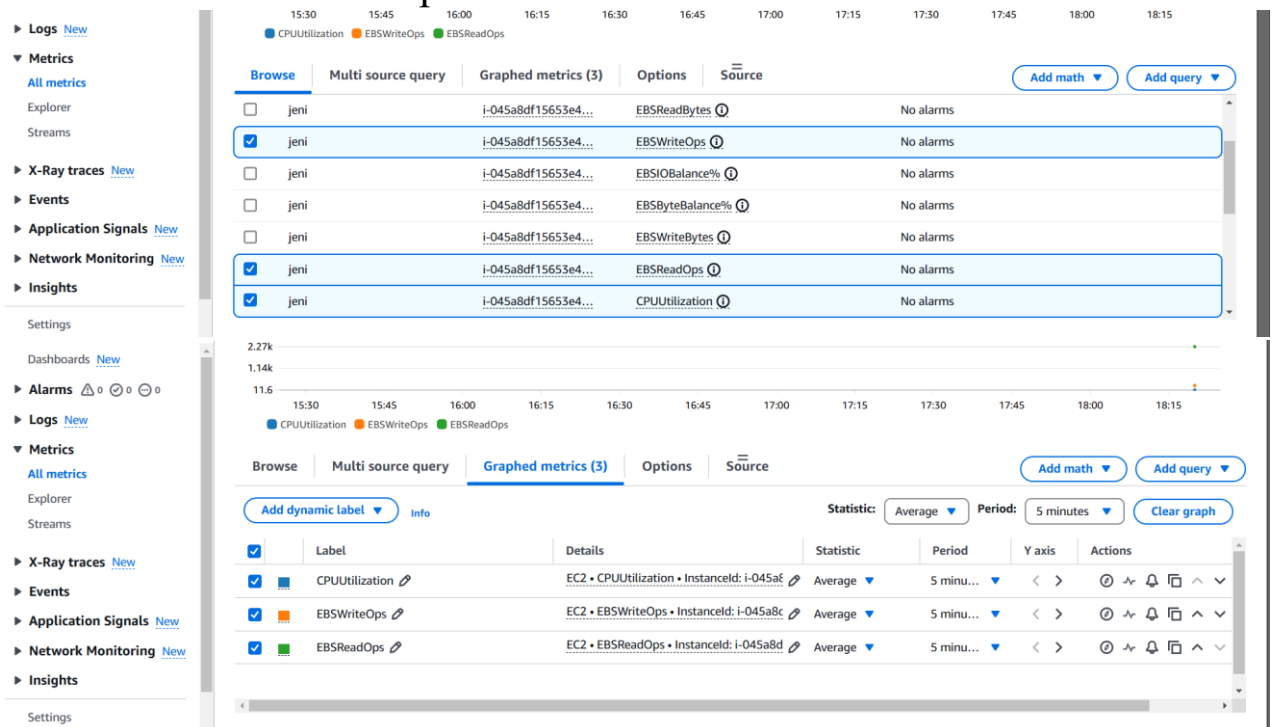 15:30 15:45 16:00 16:15 16:30 16:45 17:00 17:15 17:30 17:45 18:00 18:15
CPUUtilization EBSWriteOps EBSReadOps
Logs New
Metrics
All metrics
Explorer
Streams
X-Ray traces New
Events
Application Signals New
Network Monitoring New
Insights
Settings
Browse Multi source query Graphed metrics (3) Options Source Add math Add query
jeni i-045a8df15653e4... EBSReadBytes No alarms
jeni i-045a8df15653e4... EBSWriteOps No alarms
jeni i-045a8df15653e4... EBSIOBalance% No alarms
jeni i-045a8df15653e4... EBSByteBalance% No alarms
jeni i-045a8df15653e4... EBSWriteBytes No alarms
jeni i-045a8df15653e4... EBSReadOps No alarms
jeni i-045a8df15653e4... CPUUtilization No alarms
Dashboards New
Alarms 0 0 0
Logs New
Metrics
All metrics
Explorer
Streams
X-Ray traces New
Events
Application Signals New
Network Monitoring New
Insights
Settings
2.27k
1.14k
11.6
15:30 15:45 16:00 16:15 16:30 16:45 17:00 17:15 17:30 17:45 18:00 18:15
CPUUtilization EBSWriteOps EBSReadOps
Browse Multi source query Graphed metrics (3) Options Source Add math Add query
Add dynamic label Info Statistic: Average Period: 5 minutes Clear graph
Label Details Statistic Period Y axis Actions
CPUUtilization EC2 • CPUUtilization • InstanceId: i-045a8 Average 5 minu...
EBSWriteOps EC2 • EBSWriteOps • InstanceId: i-045a8d Average 5 minu...
EBSReadOps EC2 • EBSReadOps • InstanceId: i-045a8d Average 5 minu...